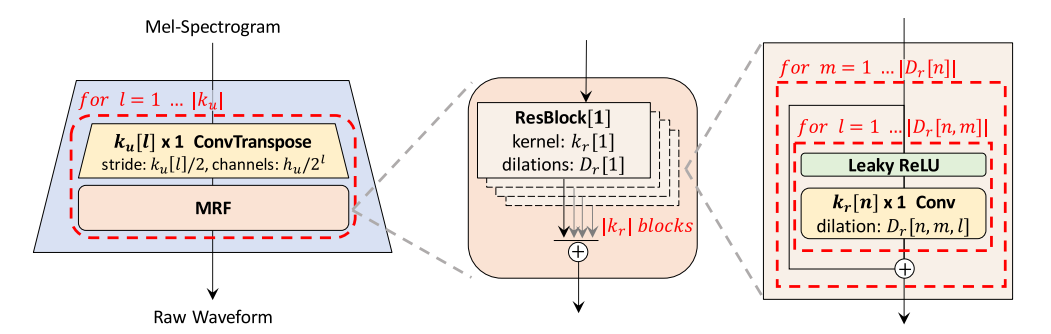 Mel-Spectrogram
for l = 1 … |k_u|
k_u[l] x 1 ConvTranspose
stride: k_u[l]/2, channels: h_u/2^l
MRF
Raw Waveform
ResBlock[1]
kernel: k_r[1]
dilations: D_r[1]
|k_r| blocks
+
for m = 1 …|D_r[n]|
for l = 1 …|D_r[n, m]|
Leaky ReLU
k_r[n] x 1 Conv
dilation: D_r[n, m, l]
+